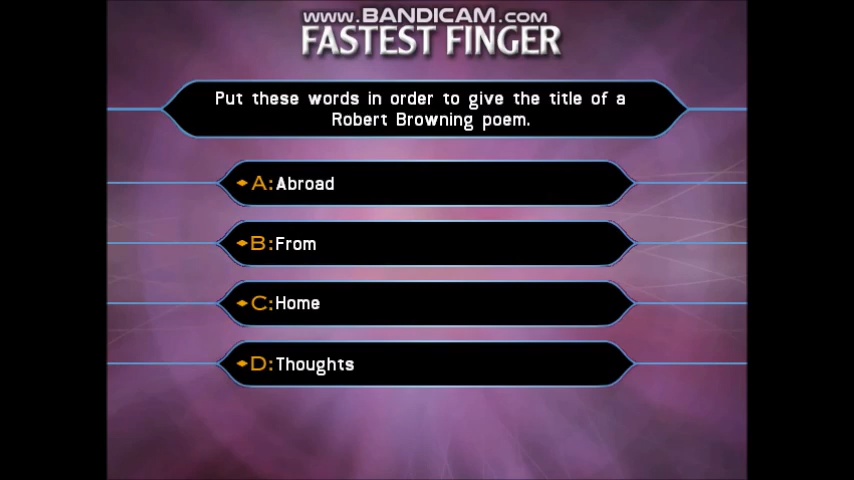 www.BANDICAM.com
FASTEST FINGER
Put these words in order to give the title of a
Robert Browning poem.
A: Abroad
B: From
C: Home
D: Thoughts